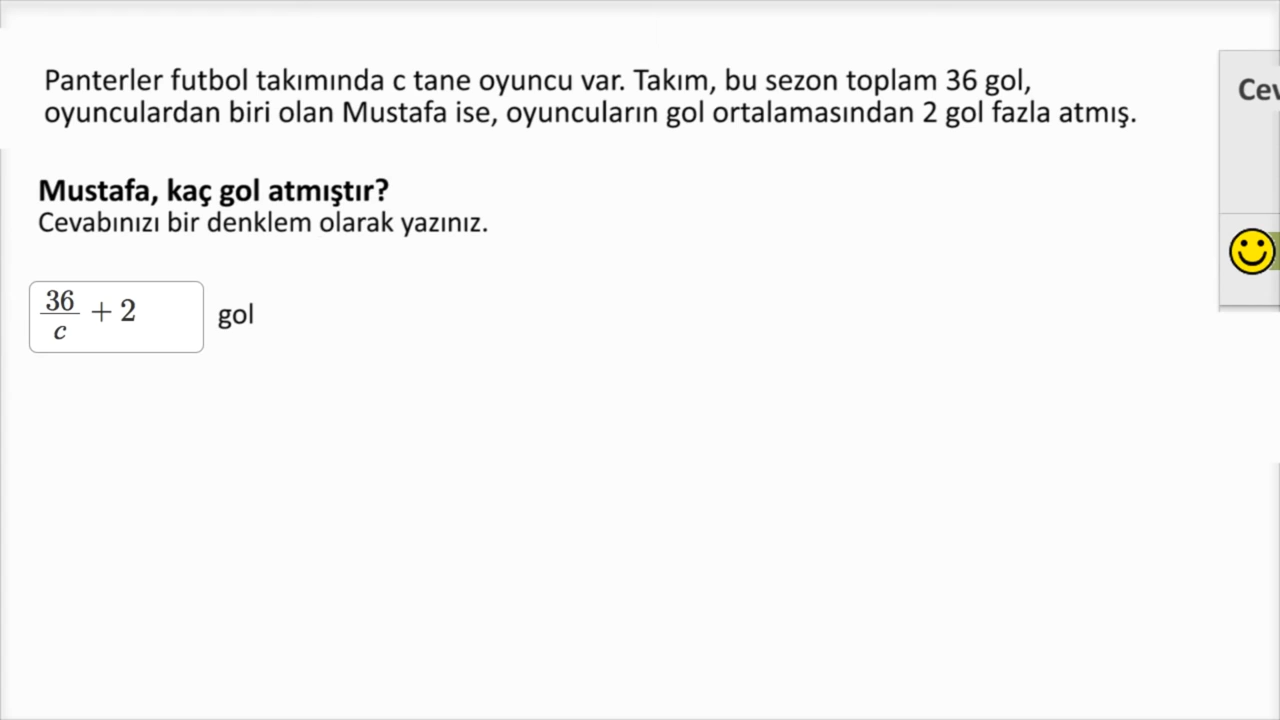 Panterler futbol takımında c tane oyuncu var. Takım, bu sezon toplam 36 gol,
oyunculardan biri olan Mustafa ise, oyuncuların gol ortalamasından 2 gol fazla atmış.
Mustafa, kaç gol atmıştır?
Cevabınızı bir denklem olarak yazınız.
36/c + 2 gol